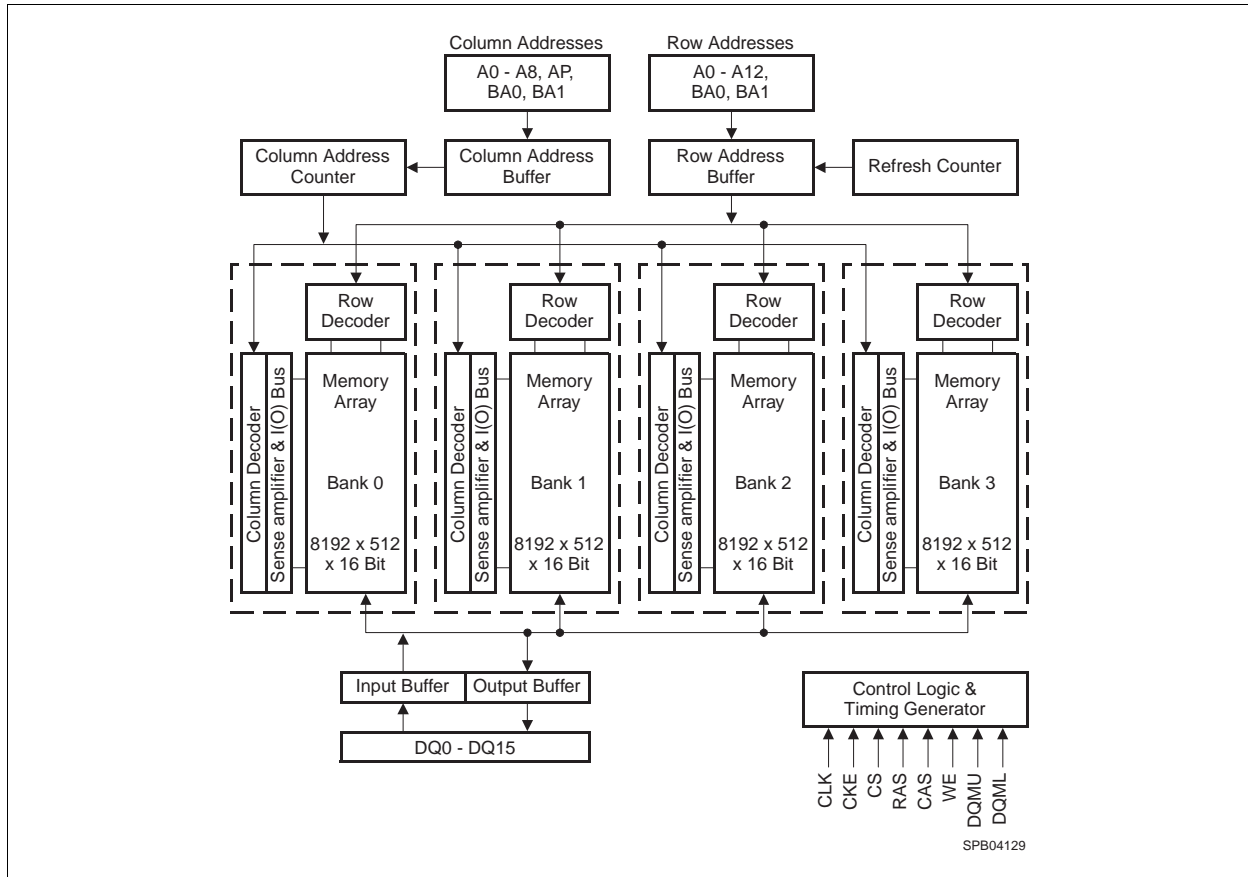 Column Addresses
A0 - A8, AP,
BA0, BA1
Row Addresses
A0 - A12,
BA0, BA1
Column Address
Counter
Column Address
Buffer
Row Address
Buffer
Refresh Counter
Row
Decoder
Row
Decoder
Row
Decoder
Row
Decoder
Column Decoder
Sense amplifier & I(O) Bus
Memory
Array
Bank 0
8192 x 512
x 16 Bit
Column Decoder
Sense amplifier & I(O) Bus
Memory
Array
Bank 1
8192 x 512
x 16 Bit
Column Decoder
Sense amplifier & I(O) Bus
Memory
Array
Bank 2
8192 x 512
x 16 Bit
Column Decoder
Sense amplifier & I(O) Bus
Memory
Array
Bank 3
8192 x 512
x 16 Bit
Input Buffer
Output Buffer
DQ0 - DQ15
Control Logic &
Timing Generator
CLK
CKE
CS
RAS
CAS
WE
DQMU
DQML
SPB04129